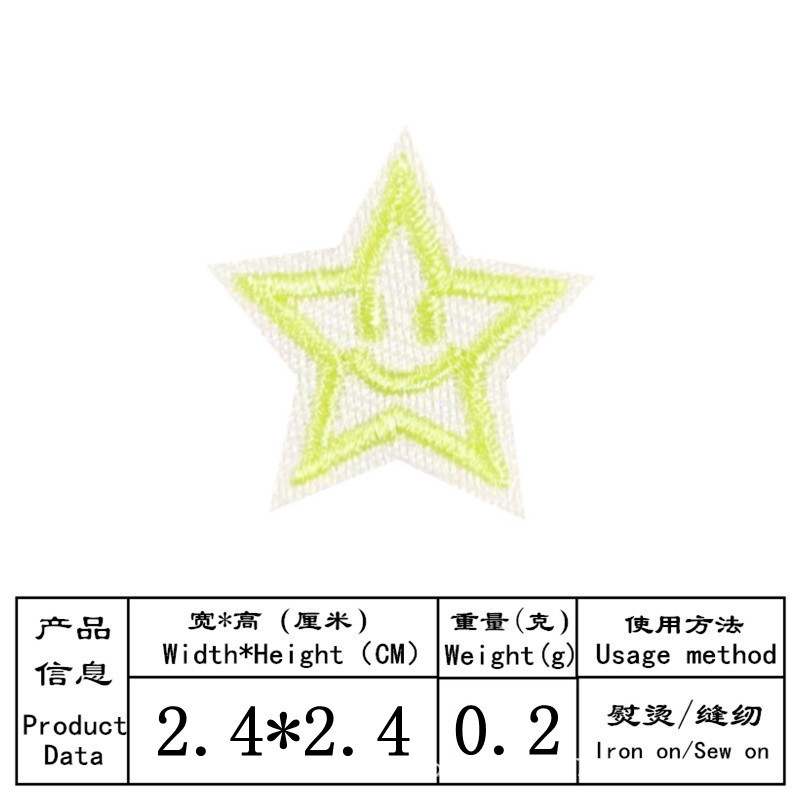 产品
信息
Product
Data
宽*高 (厘米)
Width*Height (CM)
重量(克)
Weight(g)
使用方法
Usage method
2.4*2.4
0.2
熨烫/缝纫
Iron on/Sew on